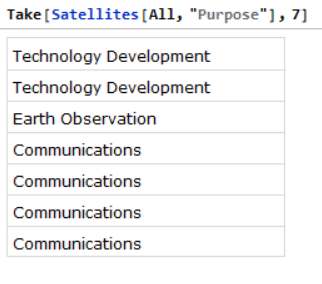 Take[Satellites[All, "Purpose"], 7]
Technology Development
Technology Development
Earth Observation
Communications
Communications
Communications
Communications